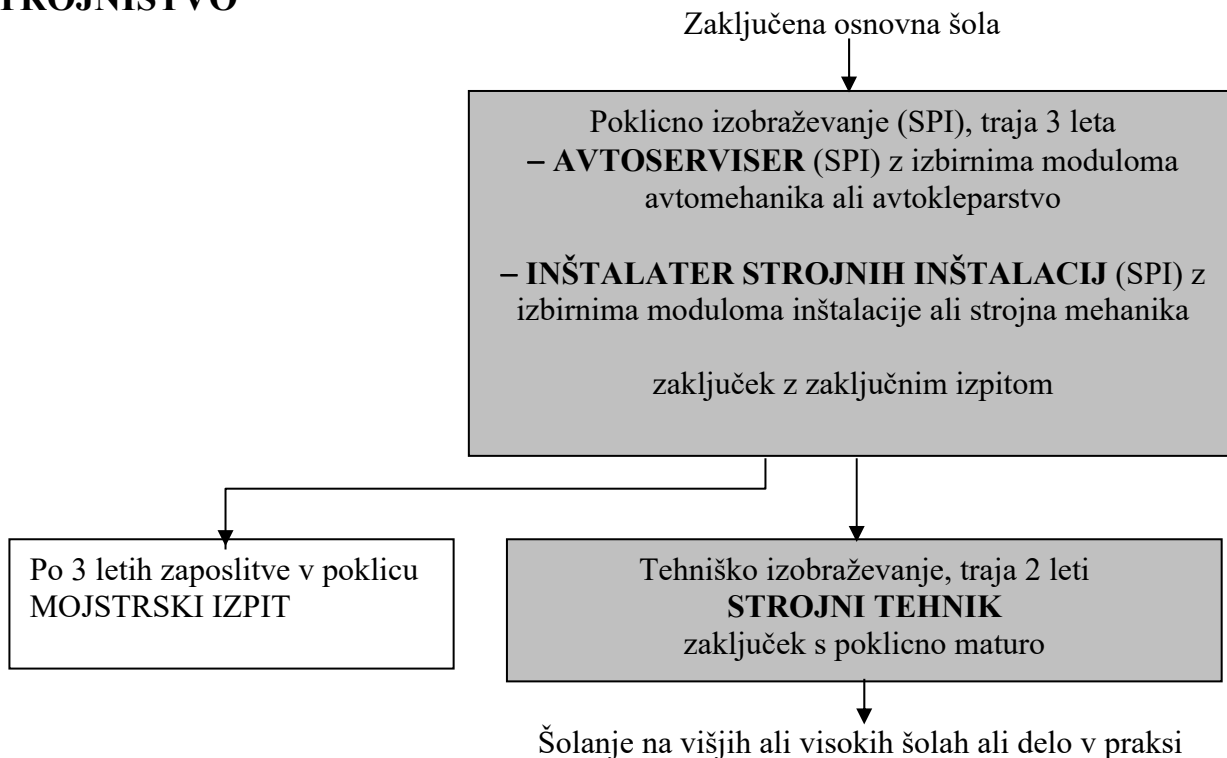 TROJNIŠTVO
Zaključena osnovna šola
Poklicno izobraževanje (SPI), traja 3 leta
– AVTOSERVISER (SPI) z izbirnima moduloma
avtomehanika ali avtokleparstvo
– INŠTALATER STROJNIH INŠTALACIJ (SPI) z
izbirnima moduloma inštalacije ali strojna mehanika
zaključek z zaključnim izpitom
Po 3 letih zaposlitve v poklicu
MOJSTRSKI IZPIT
Tehniško izobraževanje, traja 2 leti
STROJNI TEHNIK
zaključek s poklicno maturo
Šolanje na višjih ali visokih šolah ali delo v praksi